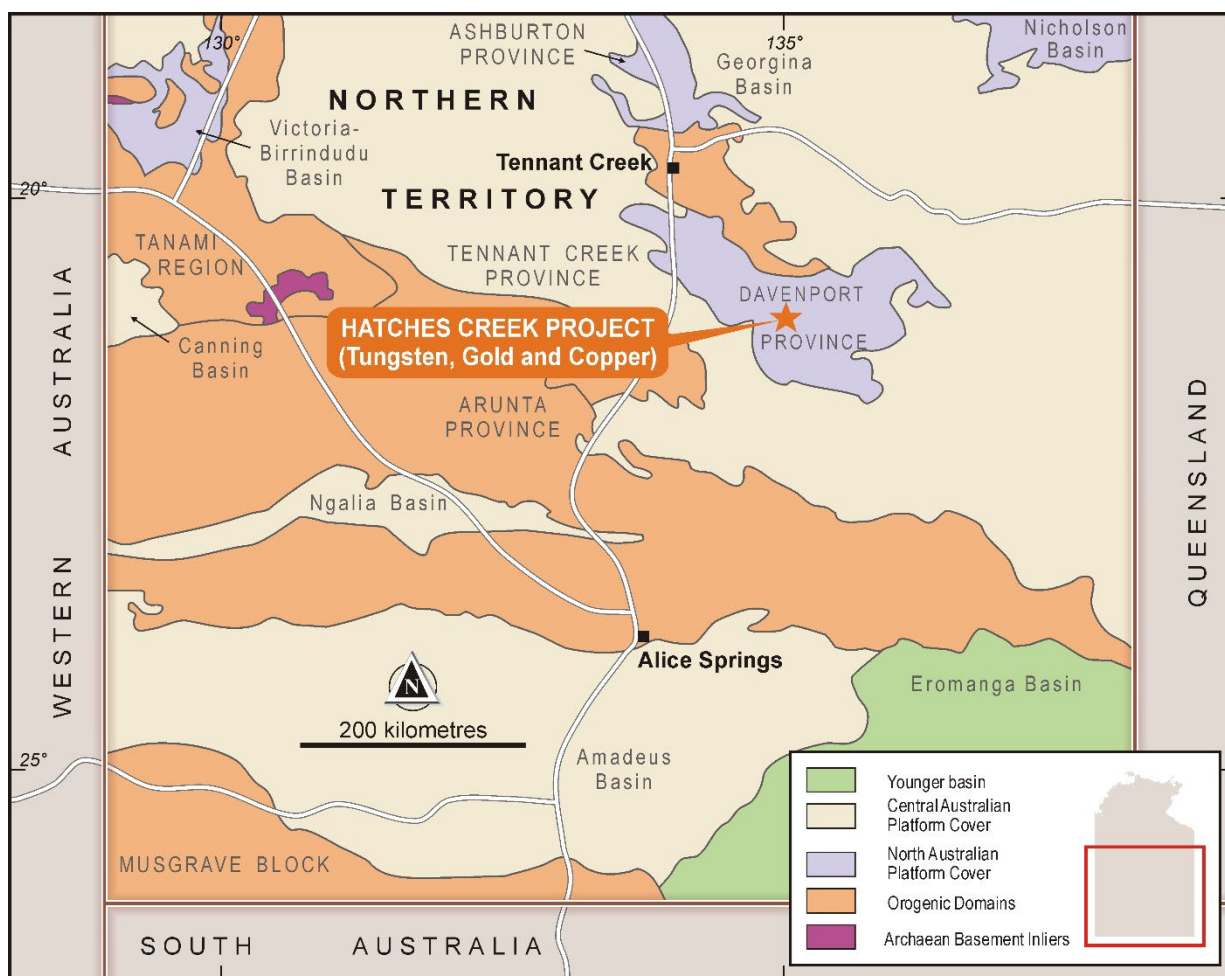 130°
ASHBURTON
PROVINCE
135°
Nicholson
Basin
Georgina
Basin
NORTHERN
Victoria-
Birrindudu
Basin
Tennant Creek
20°
TERRITORY
TANAMI
REGION
TENNANT CREEK
PROVINCE
DAVENPORT
PROVINCE
HATCHES CREEK PROJECT
(Tungsten, Gold and Copper)
Canning
Basin
ARUNTA
PROVINCE
WESTERN AUSTRALIA
QUEENSLAND
Ngalia Basin
Alice Springs
Eromanga Basin
N
200 kilometres
25°
Amadeus
Basin
MUSGRAVE BLOCK
SOUTH AUSTRALIA
Younger basin
Central Australian
Platform Cover
North Australian
Platform Cover
Orogenic Domains
Archaean Basement Inliers